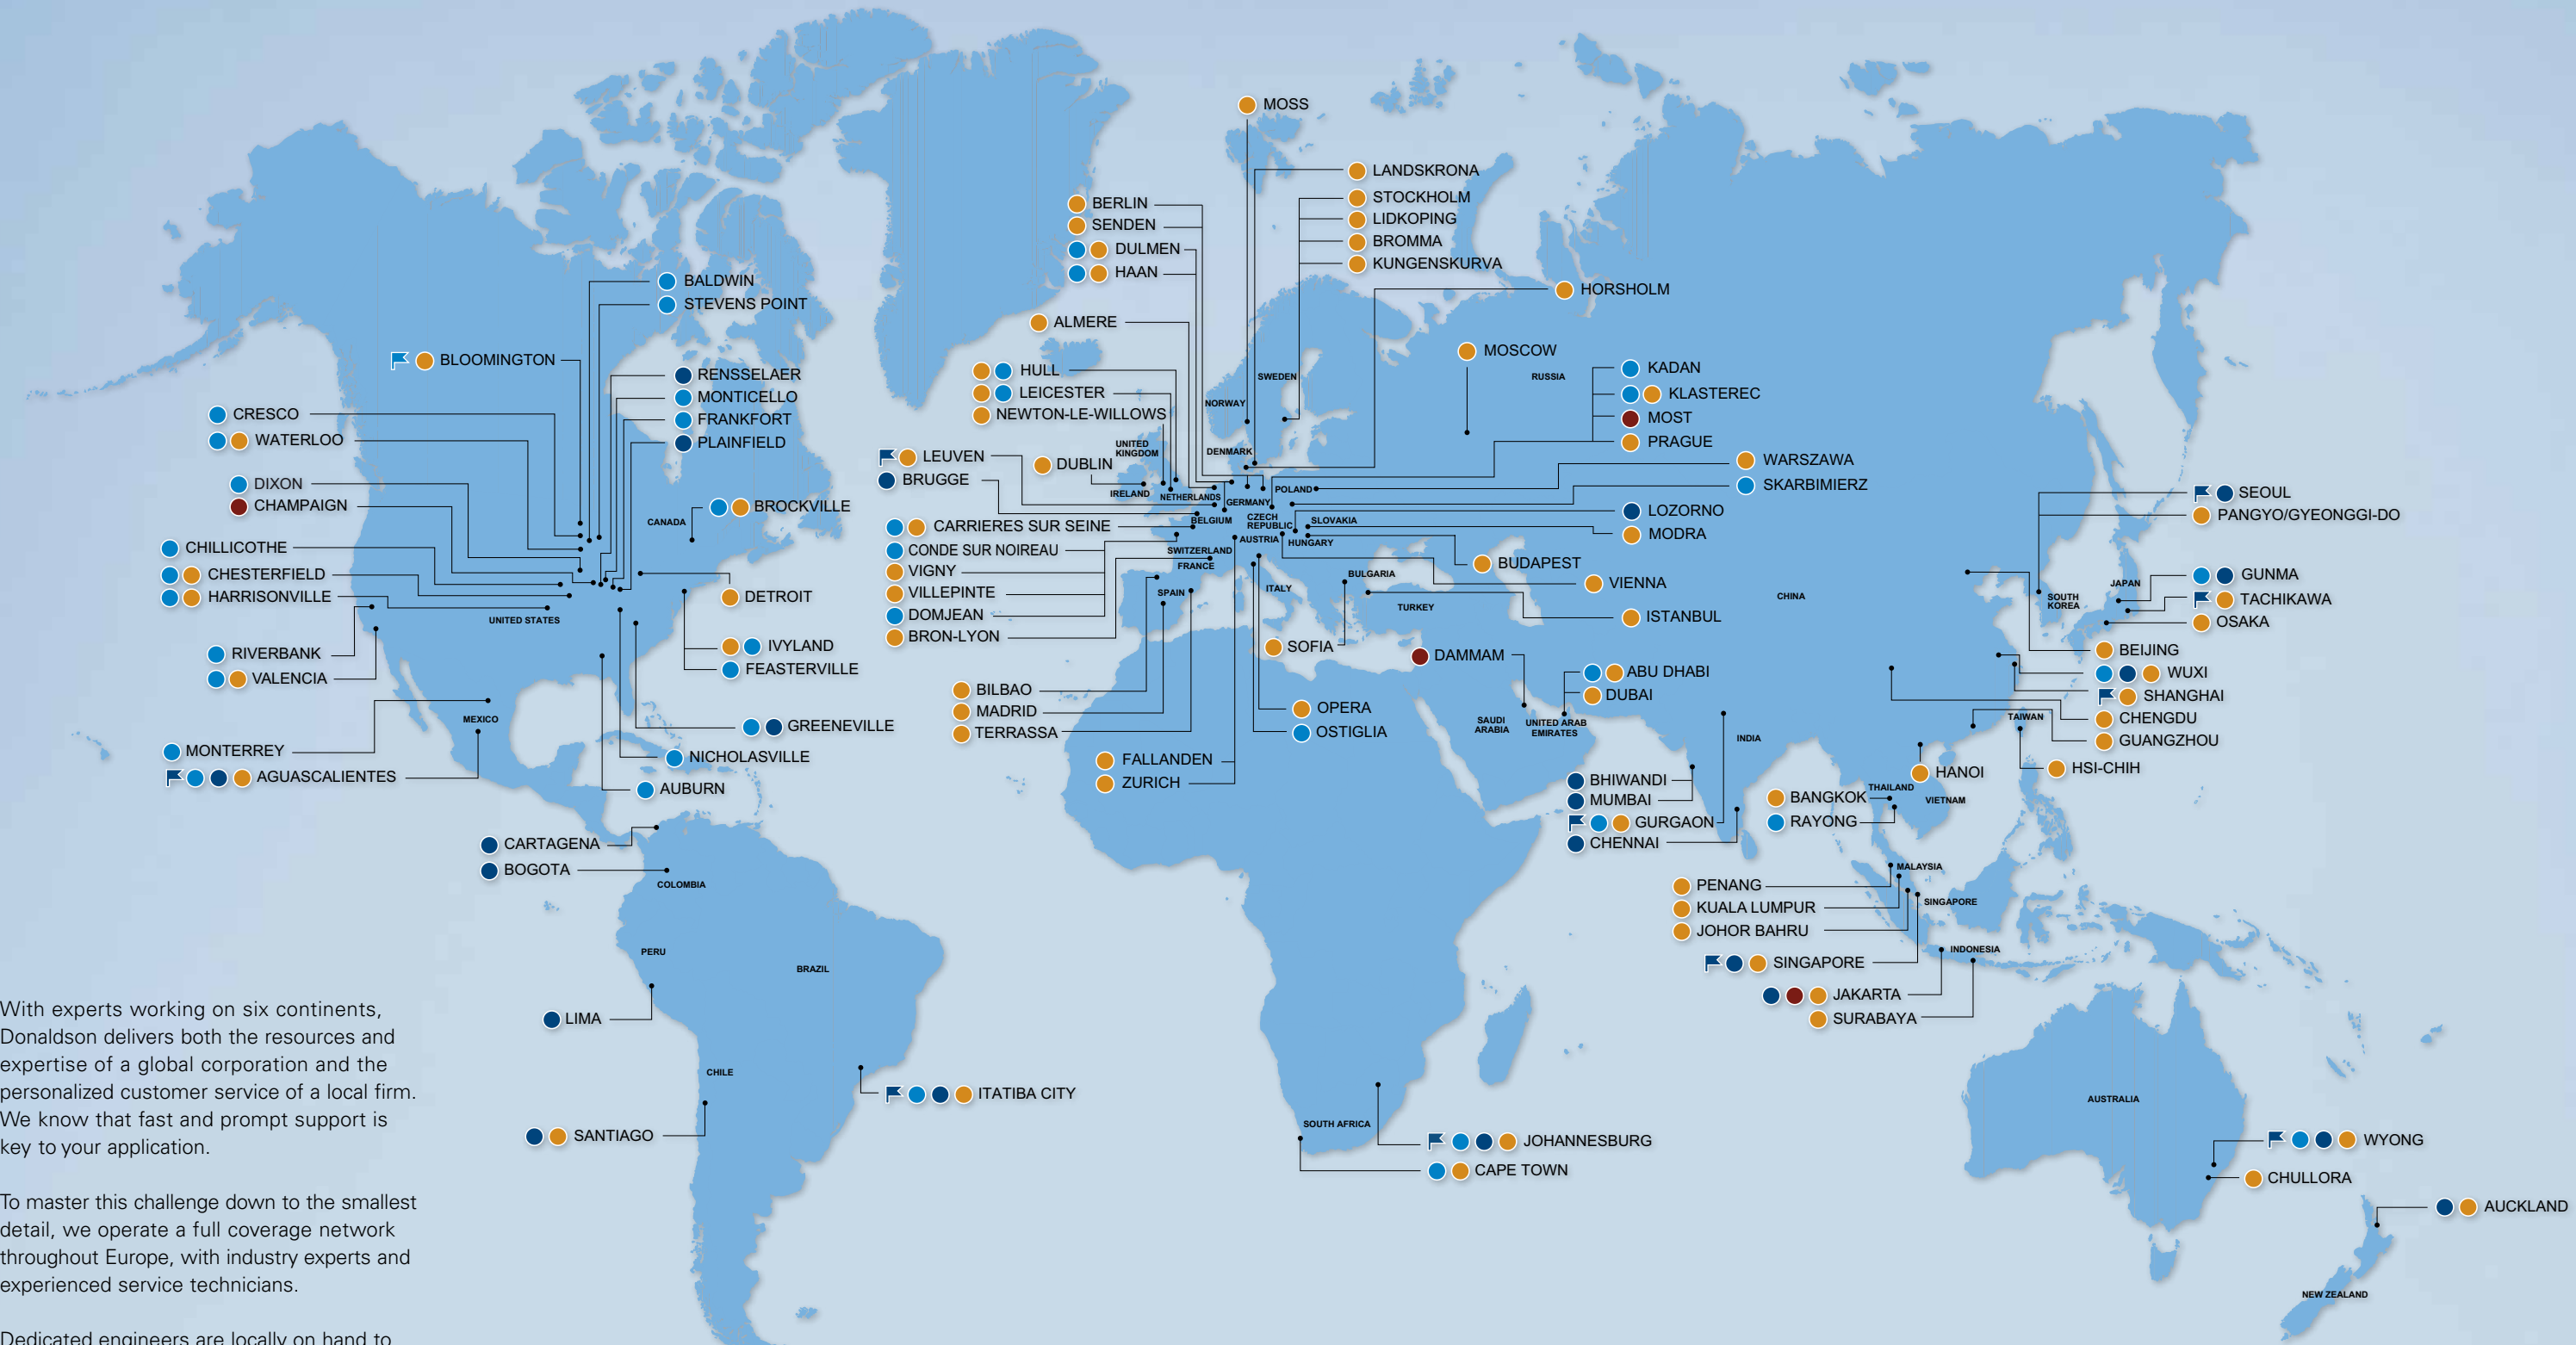 MOSS
LANDSKRONA
STOCKHOLM
LIDKOPING
BROMMA
KUNGENSKURVA
HORSHOLM
BERLIN
SENDEN
DULMEN
HAAN
ALMERE
HULL
LEICESTER
NEWTON-LE-WILLOWS
LEUVEN
BRUGGE
DUBLIN
CARRIERES SUR SEINE
CONDE SUR NOIREAU
VIGNY
VILLEPINTE
DOMJEAN
BRON-LYON
BILBAO
MADRID
TERRASSA
FALLANDEN
ZURICH
OPERA
OSTIGLIA
SOFIA
MOSCOW
KADAN
KLASTEREC
MOST
PRAGUE
WARSZAWA
SKARBIMIERZ
LOZORNO
MODRA
BUDAPEST
VIENNA
ISTANBUL
DAMMAM
ABU DHABI
DUBAI
SWEDEN
NORWAY
RUSSIA
UNITED
KINGDOM
DENMARK
IRELAND
NETHERLANDS
GERMANY
POLAND
BELGIUM
CZECH
REPUBLIC
SLOVAKIA
AUSTRIA
HUNGARY
SWITZERLAND
FRANCE
BULGARIA
SPAIN
ITALY
TURKEY
SAUDI
ARABIA
UNITED ARAB
EMIRATES
BALDWIN
STEVENS POINT
BLOOMINGTON
RENSSELAER
MONTICELLO
FRANKFORT
PLAINFIELD
CRESCO
WATERLOO
DIXON
CHAMPAIGN
BROCKVILLE
CANADA
CHILLICOTHE
CHESTERFIELD
HARRISONVILLE
DETROIT
UNITED STATES
IVYLAND
FEASTERVILLE
RIVERBANK
VALENCIA
GREENEVILLE
MEXICO
MONTERREY
NICHOLASVILLE
AGUASCALIENTES
AUBURN
CARTAGENA
BOGOTA
COLOMBIA
PERU
BRAZIL
LIMA
CHILE
ITATIBA CITY
SANTIAGO
SOUTH AFRICA
JOHANNESBURG
CAPE TOWN
CHINA
SEOUL
PANGYO/GYEONGGI-DO
GUNMA
JAPAN
SOUTH
KOREA
TACHIKAWA
OSAKA
BEIJING
WUXI
SHANGHAI
CHENGDU
TAIWAN
GUANGZHOU
HSI-CHIH
INDIA
BHIWANDI
MUMBAI
GURGAON
CHENNAI
HANOI
THAILAND
BANGKOK
VIETNAM
RAYONG
MALAYSIA
PENANG
SINGAPORE
KUALA LUMPUR
JOHOR BAHRU
INDONESIA
SINGAPORE
JAKARTA
SURABAYA
AUSTRALIA
WYONG
CHULLORA
AUCKLAND
NEW ZEALAND
With experts working on six continents,
Donaldson delivers both the resources and
expertise of a global corporation and the
personalized customer service of a local firm.
We know that fast and prompt support is
key to your application.
To master this challenge down to the smallest
detail, we operate a full coverage network
throughout Europe, with industry experts and
experienced service technicians.
Dedicated engineers are locally on hand to